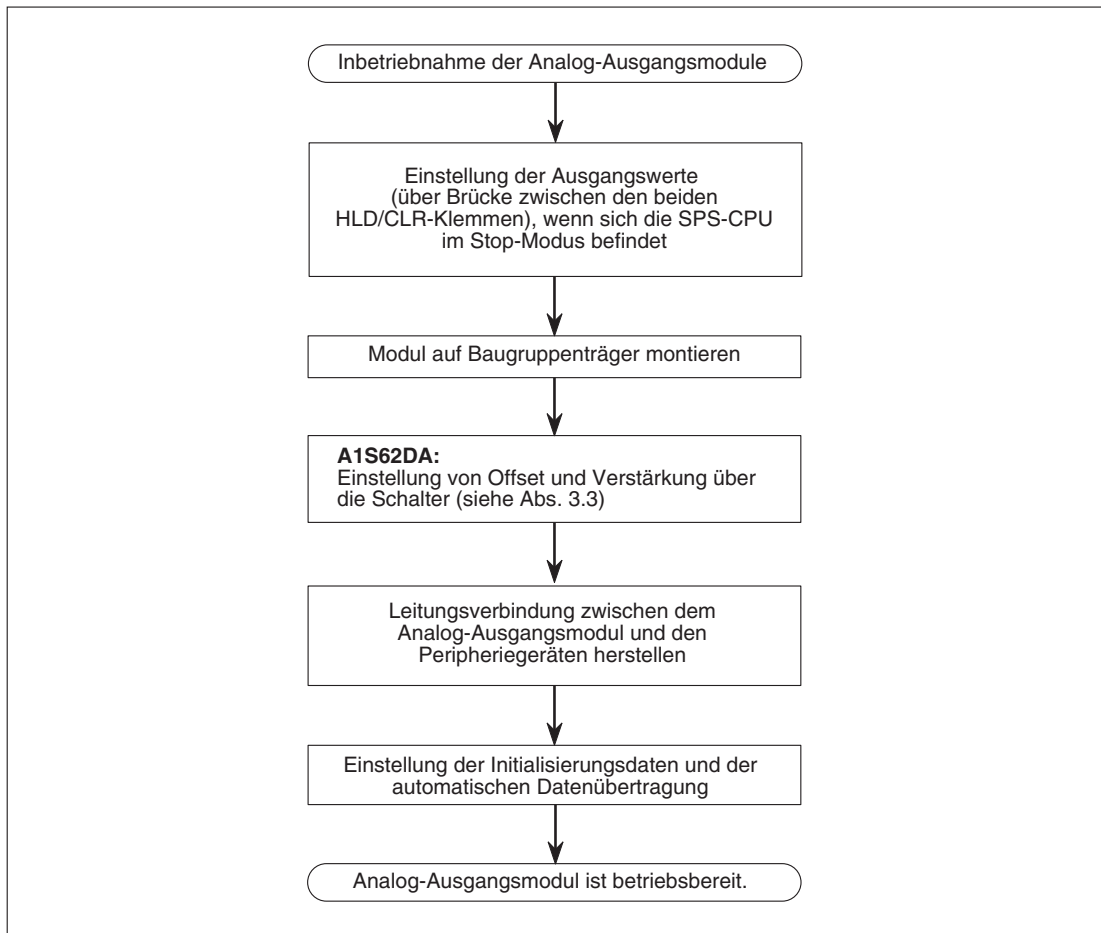 Inbetriebnahme der Analog-Ausgangsmodule
Einstellung der Ausgangswerte
(über Brücke zwischen den beiden
HLD/CLR-Klemmen), wenn sich die SPS-CPU
im Stop-Modus befindet
Modul auf Baugruppenträger montieren
A1S62DA:
Einstellung von Offset und Verstärkung über
die Schalter (siehe Abs. 3.3)
Leitungsverbindung zwischen dem
Analog-Ausgangsmodul und den
Peripheriegeräten herstellen
Einstellung der Initialisierungsdaten und der
automatischen Datenübertragung
Analog-Ausgangsmodul ist betriebsbereit.